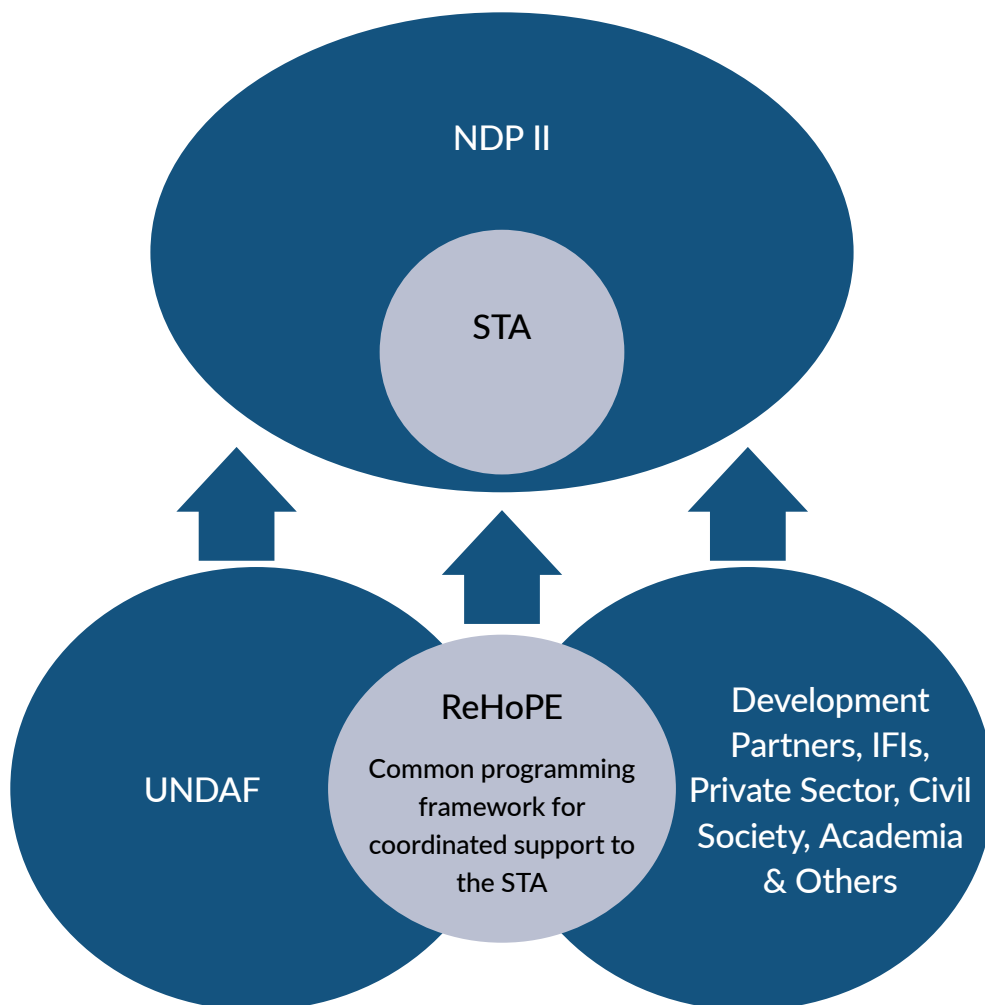 NDP II
STA
UNDAF
ReHoPE
Common programming
framework for
coordinated support to
the STA
Development
Partners, IFIs,
Private Sector, Civil
Society, Academia
& Others